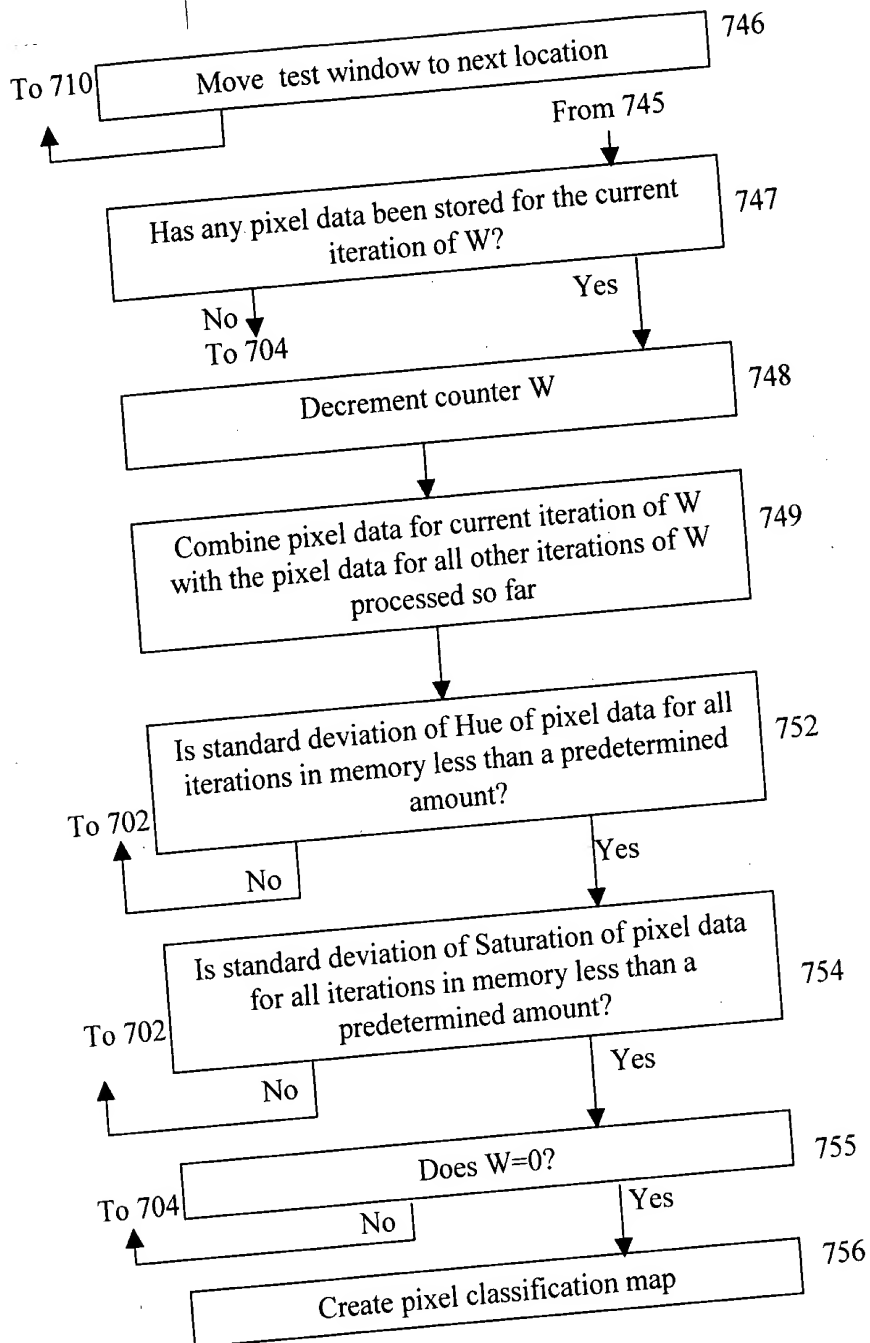 746
To 710
Move test window to next location
From 745
Has any pixel data been stored for the current
iteration of W?
747
No
Yes
To 704
Decrement counter W
748
Combine pixel data for current iteration of W
with the pixel data for all other iterations of W
processed so far
749
Is standard deviation of Hue of pixel data for all
iterations in memory less than a predetermined
amount?
752
To 702
No
Yes
Is standard deviation of Saturation of pixel data
for all iterations in memory less than a
predetermined amount?
754
To 702
No
Yes
Does W=0?
755
To 704
No
Yes
Create pixel classification map
756